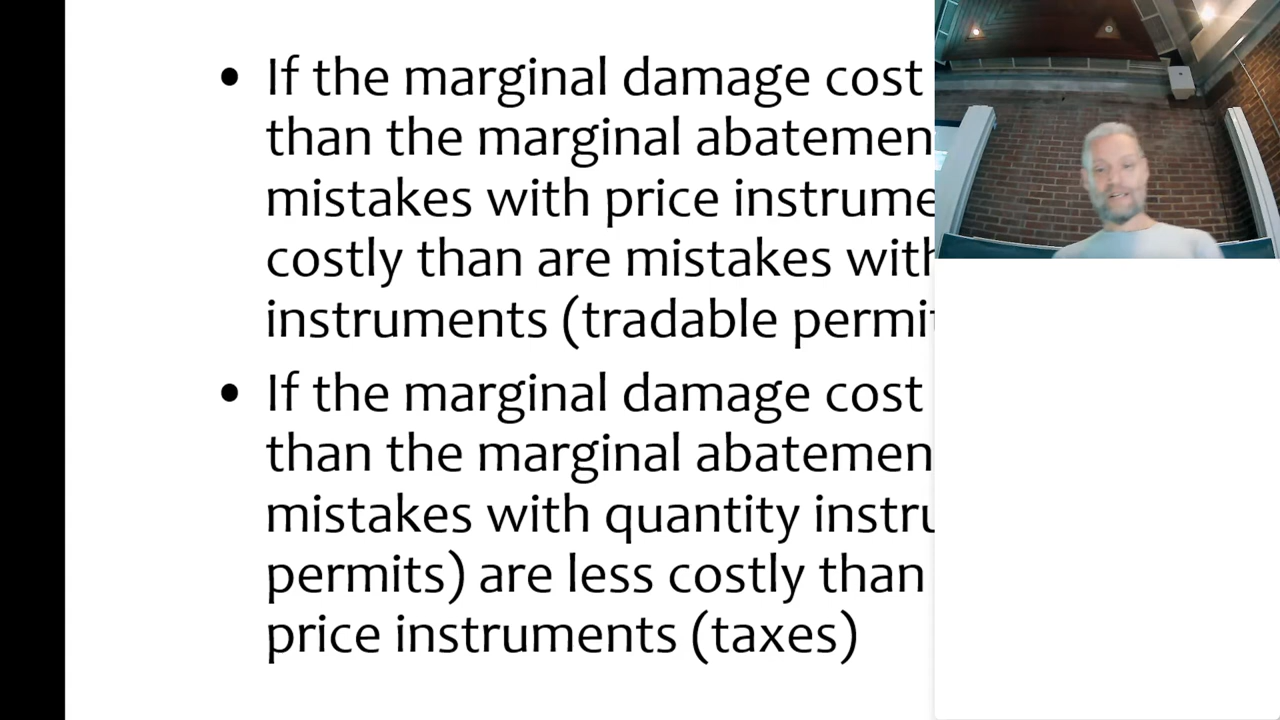 • If the marginal damage cost
than the marginal abatemen
mistakes with price instrume
costly than are mistakes with
instruments (tradable permit
• If the marginal damage cost
than the marginal abatemen
mistakes with quantity instru
permits) are less costly than
price instruments (taxes)